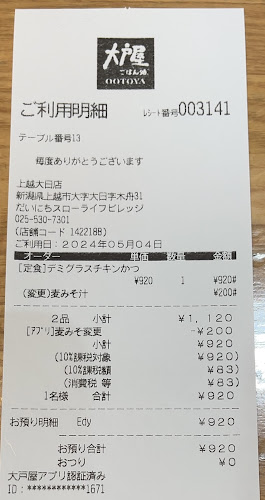 大戸屋
ごはん処
OOTOYA
ご利用明細 レシート番号003141
テーブル番号13
毎度ありがとうございます
上越大日店
新潟県上越市大字大日字木舟31
だいにちスローライフビレッジ
025-530-7301
(店舗コード 142218B)
ご利用日:2024年05月04日
オーダー 単価 数量 金額
[定食]デミグラスチキンかつ
¥920 1 ¥920#
(変更)麦みそ汁 ¥200#
2品 小計 ¥1,120
[アプリ]麦みそ変更 -¥200
小計 ¥920
(10%課税対象 ¥920)
(10%課税額 ¥83)
(消費税 等 ¥83)
1名様 合計 ¥920
お預り明細 Edy ¥920
お預り合計 ¥920
おつり ¥0
大戸屋アプリ認証済み
ID:************1671